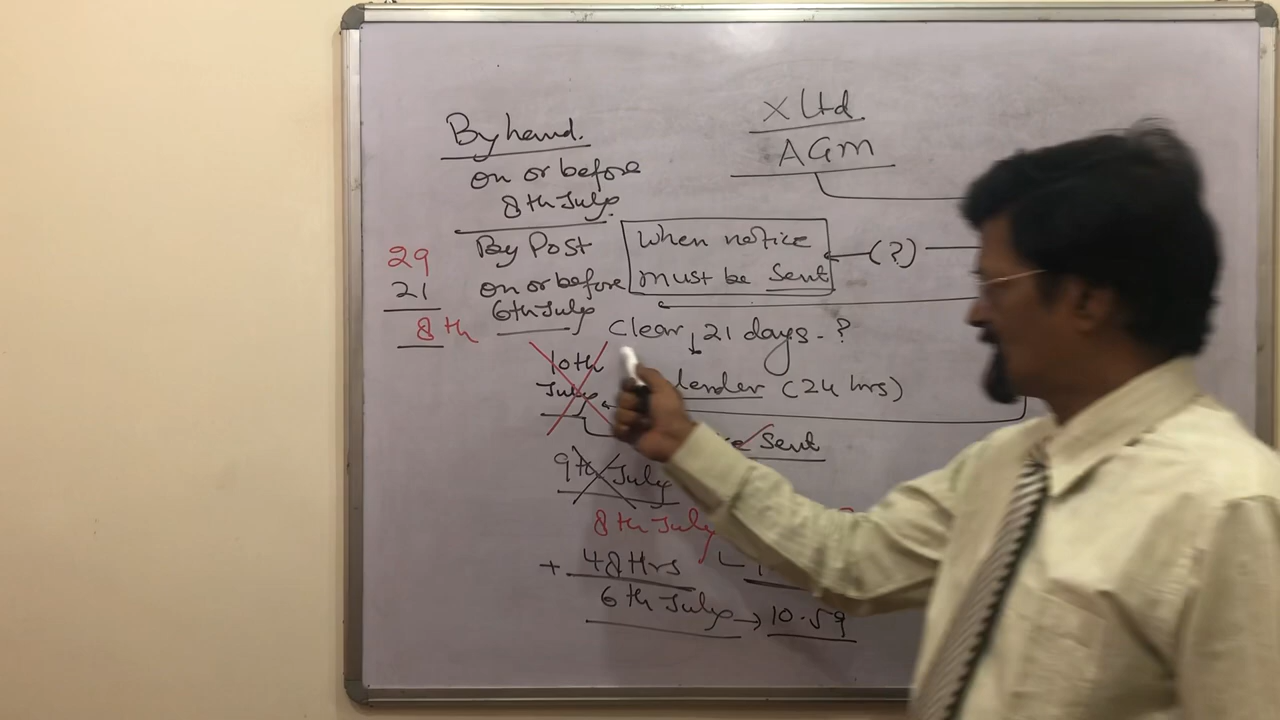 X Ltd
AGM
By hand.
on or before
8th July
By Post
on or before
6th July
29
21
8th
When notice
must be sent
(?)
Clear 21 days - ?
(24 hrs)
10th
July
Sent
9th July
8th July
+ 48 Hrs
6th July → 10.59